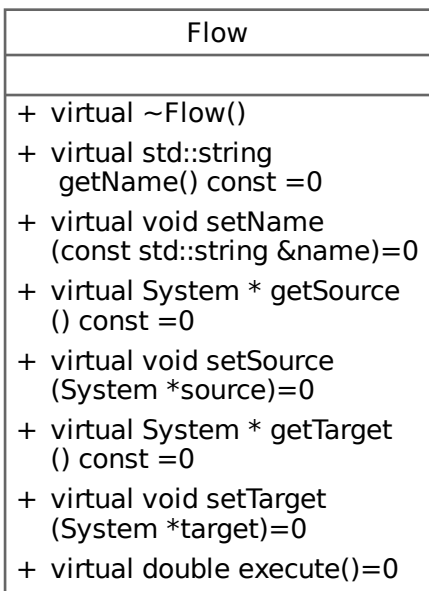 Flow
+ virtual ~Flow()
+ virtual std::string
getName() const =0
+ virtual void setName
(const std::string &name)=0
+ virtual System * getSource
() const =0
+ virtual void setSource
(System *source)=0
+ virtual System * getTarget
() const =0
+ virtual void setTarget
(System *target)=0
+ virtual double execute()=0